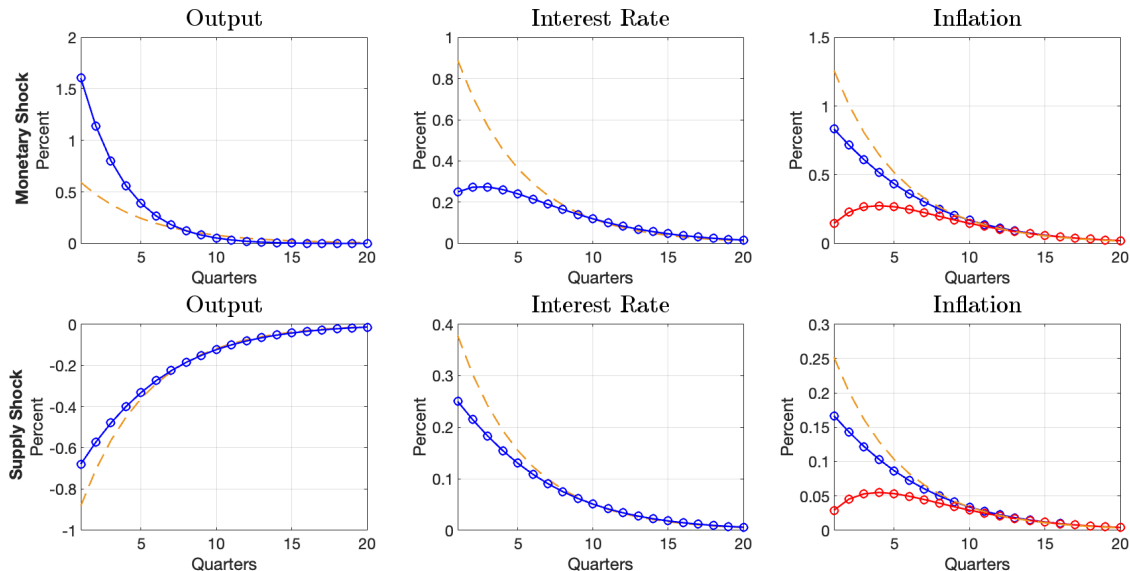 Output
Interest Rate
Inflation
Monetary Shock
Percent
2
1.5
1
0.5
0
5
10
15
20
Quarters
Percent
1
0.8
0.6
0.4
0.2
0
5
10
15
20
Quarters
Percent
1.5
1
0.5
0
5
10
15
20
Quarters
Output
Interest Rate
Inflation
Supply Shock
Percent
0
-0.2
-0.4
-0.6
-0.8
-1
5
10
15
20
Quarters
Percent
0.4
0.3
0.2
0.1
0
5
10
15
20
Quarters
Percent
0.3
0.25
0.2
0.15
0.1
0.05
0
5
10
15
20
Quarters